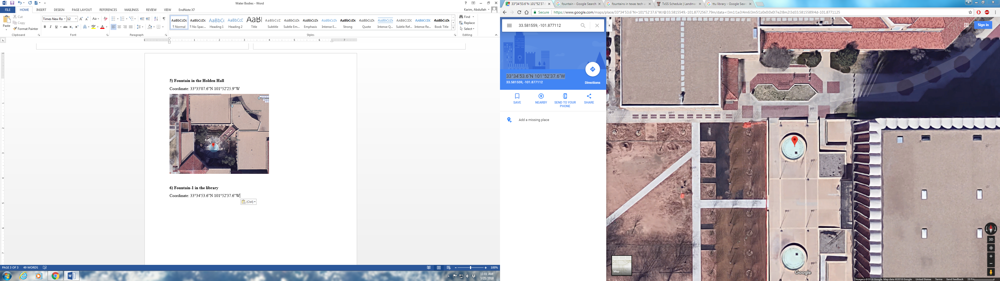 Water Bodies - Word
FILE HOME INSERT DESIGN PAGE LAYOUT REFERENCES MAILINGS REVIEW VIEW EndNote X7
Karim, Abdullah
Paste
Cut
Copy
Format Painter
Clipboard
Times New Ro 12
Font
Paragraph
AaBbCcDc AaBbCcDc AaBbCc AaBbCcD AaBl AaBbCcD AaBbCcDc AaBbCcDc AaBbCcDc AaBbCcDc AaBbCcDc AaBbCcDc AABBCCDD AABBCCDD AaBbCcDc
¶ Normal ¶ No Spac... Heading 1 Heading 2 Title Subtitle Subtle Em... Emphasis Intense E... Strong Quote Intense Q... Subtle Ref... Intense Re... Book Title
Styles
Find
Replace
Select
Editing
5) Fountain in the Holden Hall
Coordinate: 33°35'07.6"N 101°52'25.9"W
6) Fountain-1 in the library
Coordinate: 33°34'53.6"N 101°52'37.6"W
(Ctrl)
PAGE 3 OF 3 49 WORDS
100%
11:01 AM
3/21/2018
33°34'53.6"N 101°52'37.6
fountain - Google Search
fountains in texas tech un
TxSS Schedule | Landma
ttu library - Google Sear
Secure https://www.google.com/maps/place/33°34'53.6"N+101°52'37.6"W/@33.5815549,-101.8772567,79m/data=!3m1!1e3!4m6!3m5!1s0x0:0x0!7e2!8m2!3d33.5815589!4d-101.8771125
33.581559, -101.877112
33°34'53.6"N 101°52'37.6"W
33.581559, -101.877112
Directions
SAVE
NEARBY
SEND TO YOUR PHONE
SHARE
Add a missing place
Sign in
3D
Map
Google
Imagery ©2018 Google, Map data ©2018 Google United States Terms Send feedback 20 ft